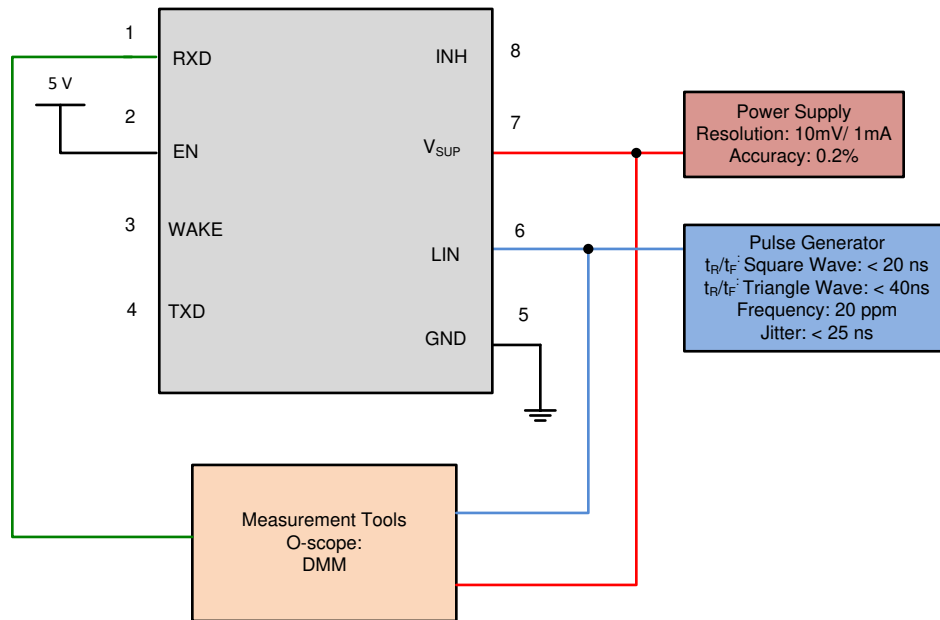 1
RXD
INH
8
5 V
2
EN
7
V_SUP
Power Supply
Resolution: 10mV/ 1mA
Accuracy: 0.2%
3
WAKE
6
LIN
Pulse Generator
t_R/t_F: Square Wave: < 20 ns
t_R/t_F: Triangle Wave: < 40ns
Frequency: 20 ppm
Jitter: < 25 ns
4
TXD
5
GND
Measurement Tools
O-scope:
DMM